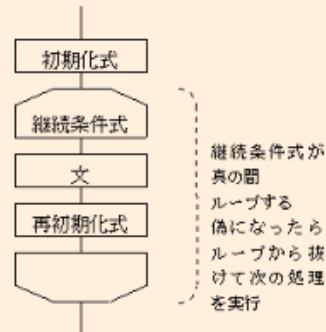 初期化式
継続条件式
文
再初期化式
継続条件式が
真の間
ループする
偽になったら
ループから抜
けて次の処理
を実行